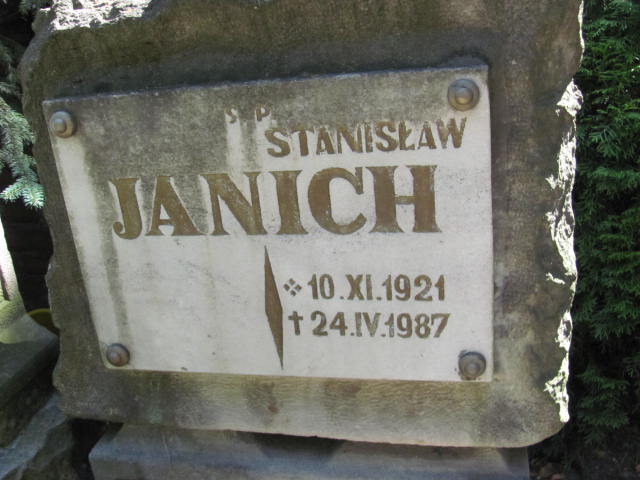 Ś. P.
STANISŁAW
JANICH
10.XI.1921
† 24.IV.1987